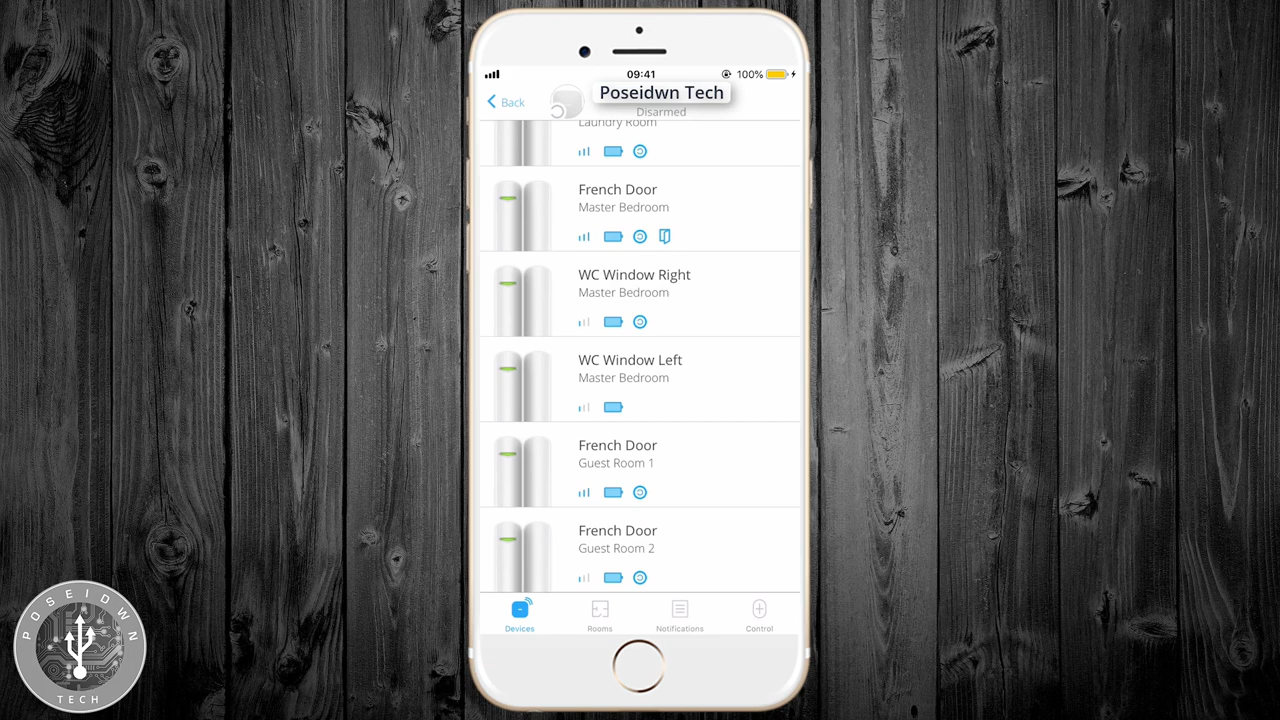 09:41
100%
Back
Poseidwn Tech
Disarmed
Laundry Room
French Door
Master Bedroom
WC Window Right
Master Bedroom
WC Window Left
Master Bedroom
French Door
Guest Room 1
French Door
Guest Room 2
Devices
Rooms
Notifications
Control
POSEIDWN
TECH